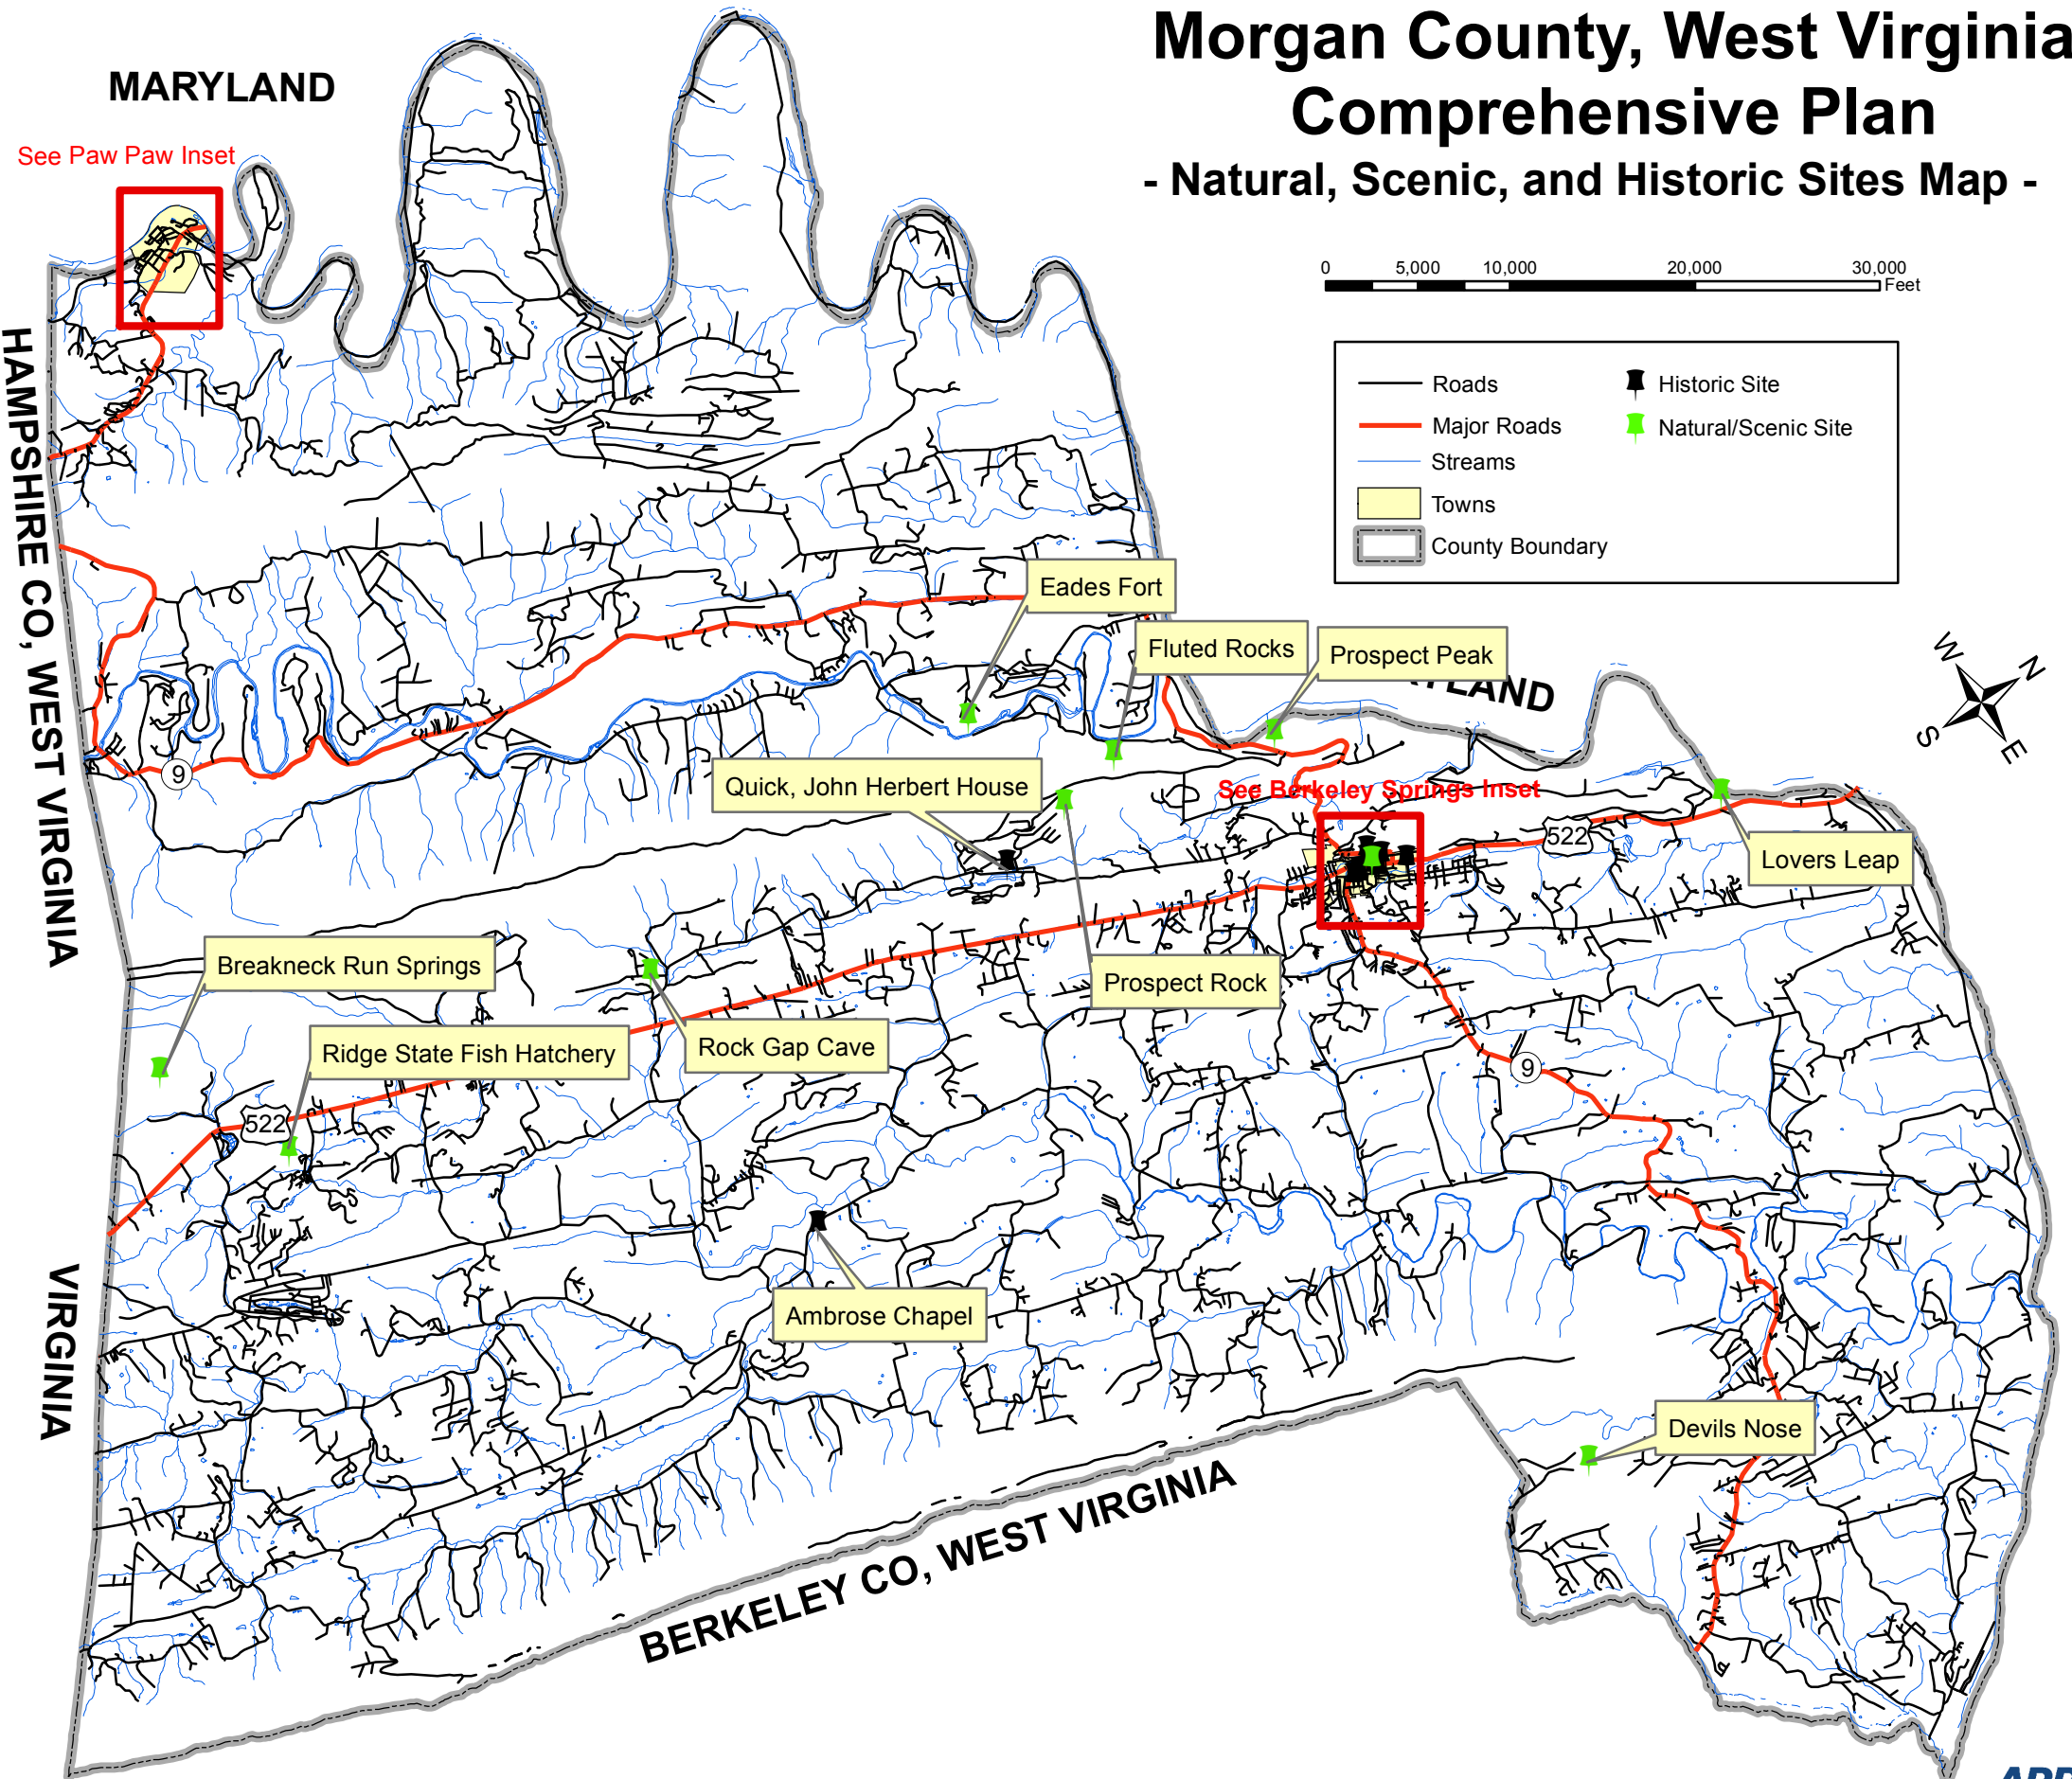 Morgan County, West Virginia
Comprehensive Plan
- Natural, Scenic, and Historic Sites Map -
MARYLAND
See Paw Paw Inset
0 5,000 10,000 20,000 30,000
Feet
Roads
Major Roads
Streams
Towns
County Boundary
Historic Site
Natural/Scenic Site
HAMPSHIRE CO, WEST VIRGINIA
Eades Fort
Fluted Rocks
Prospect Peak
W
N
S
E
Quick, John Herbert House
See Berkeley Springs Inset
9
522
Lovers Leap
Breakneck Run Springs
Prospect Rock
Ridge State Fish Hatchery
Rock Gap Cave
9
522
VIRGINIA
Ambrose Chapel
Devils Nose
BERKELEY CO, WEST VIRGINIA